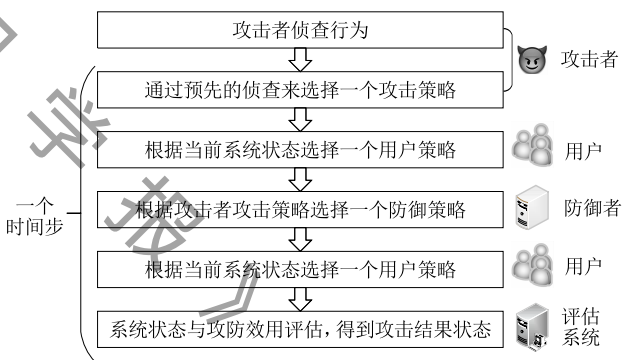 攻击者侦查行为
攻击者
通过预先的侦查来选择一个攻击策略
根据当前系统状态选择一个用户策略
用户
一个
时间步
根据攻击者攻击策略选择一个防御策略
防御者
根据当前系统状态选择一个用户策略
用户
系统状态与攻防效用评估,得到攻击结果状态
评估
系统
学报》